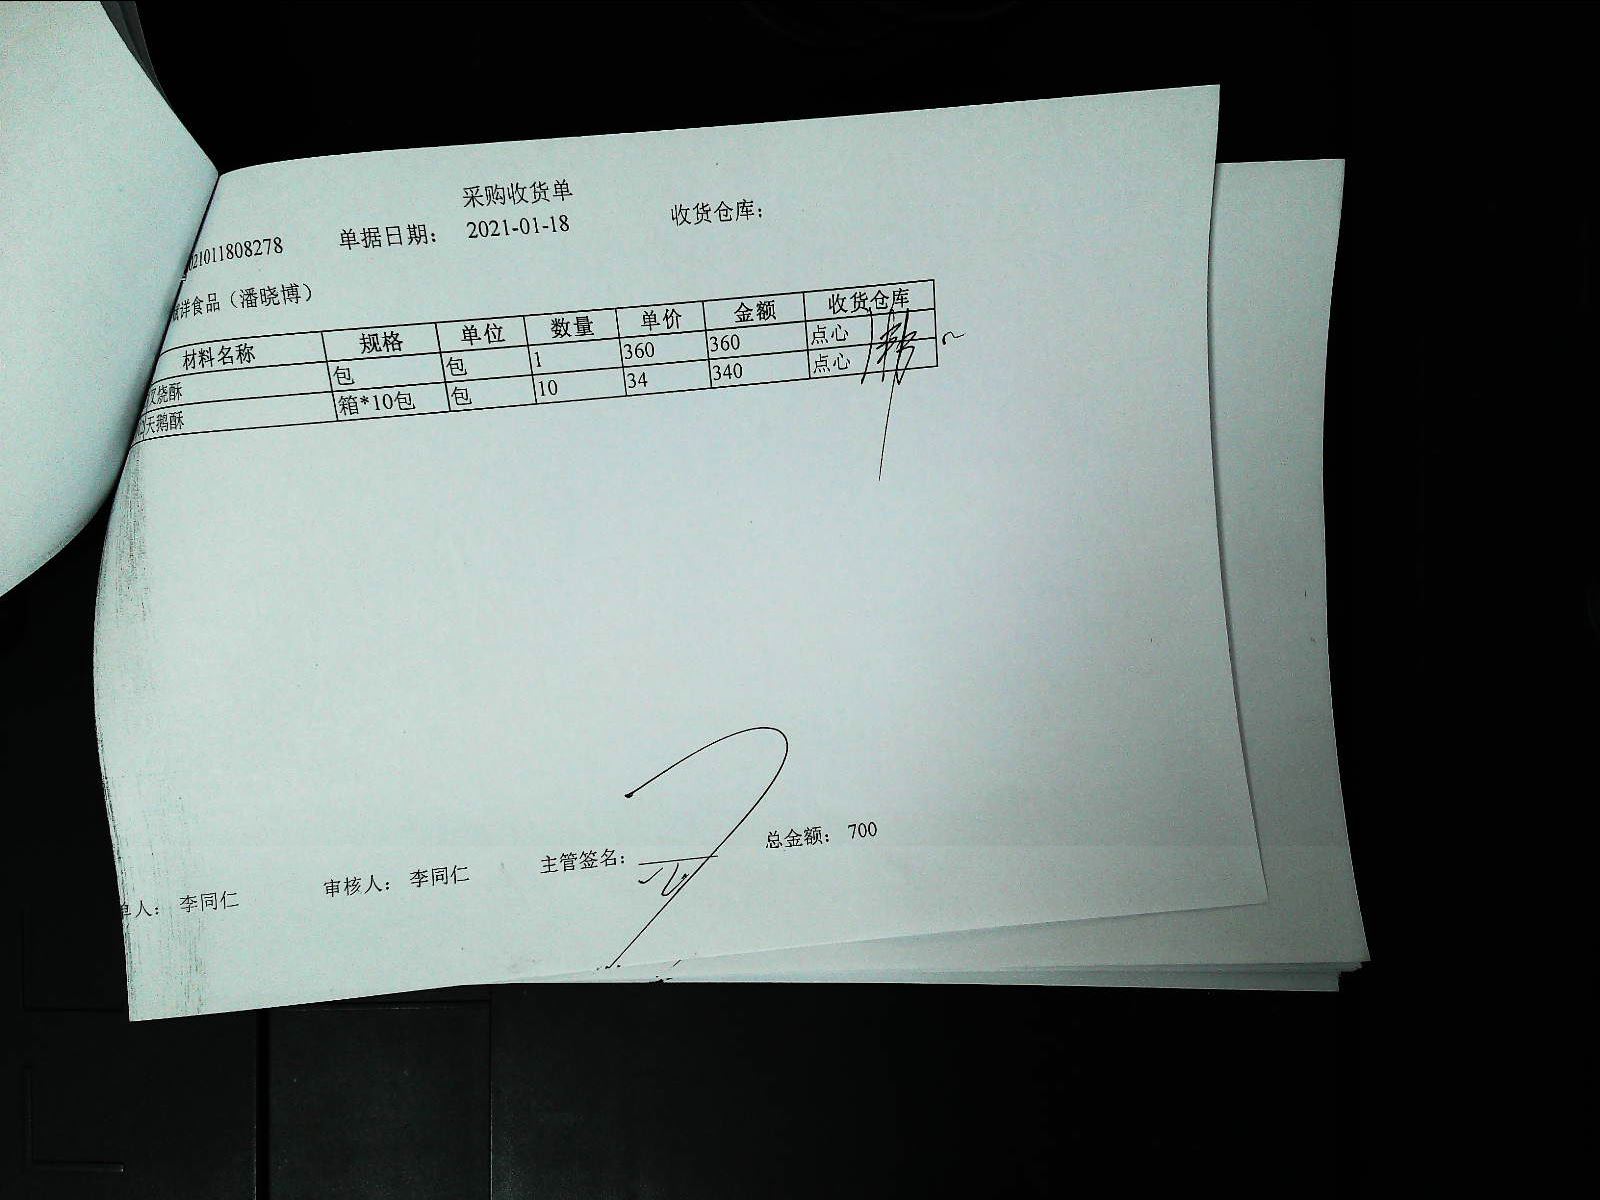 采购收货单
021011808278 单据日期： 2021-01-18 收货仓库：
洋食品（潘晓博）
材料名称 规格 单位 数量 单价 金额 收货仓库
叉烧酥 包 包 1 360 360 点心
天鹅酥 箱*10包 包 10 34 340 点心
单人： 李同仁 审核人： 李同仁 主管签名： 总金额： 700